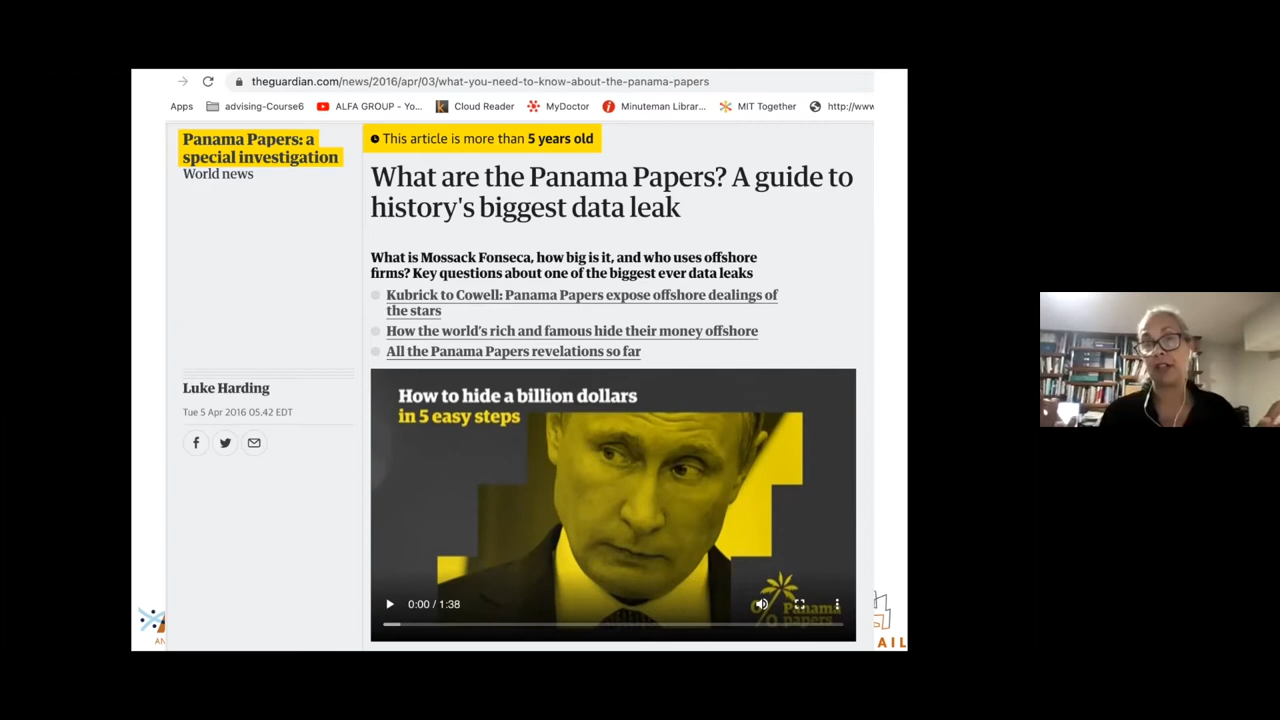 theguardian.com/news/2016/apr/03/what-you-need-to-know-about-the-panama-papers
Apps advising-Course6 ALFA GROUP - Yo... Cloud Reader MyDoctor Minuteman Librar... MIT Together http://www
Panama Papers: a
special investigation
World news
This article is more than 5 years old
What are the Panama Papers? A guide to
history's biggest data leak
What is Mossack Fonseca, how big is it, and who uses offshore
firms? Key questions about one of the biggest ever data leaks
Kubrick to Cowell: Panama Papers expose offshore dealings of
the stars
How the world's rich and famous hide their money offshore
All the Panama Papers revelations so far
Luke Harding
Tue 5 Apr 2016 05.42 EDT
How to hide a billion dollars
in 5 easy steps
0:00 / 1:38
Panama
papers
AN
AIL